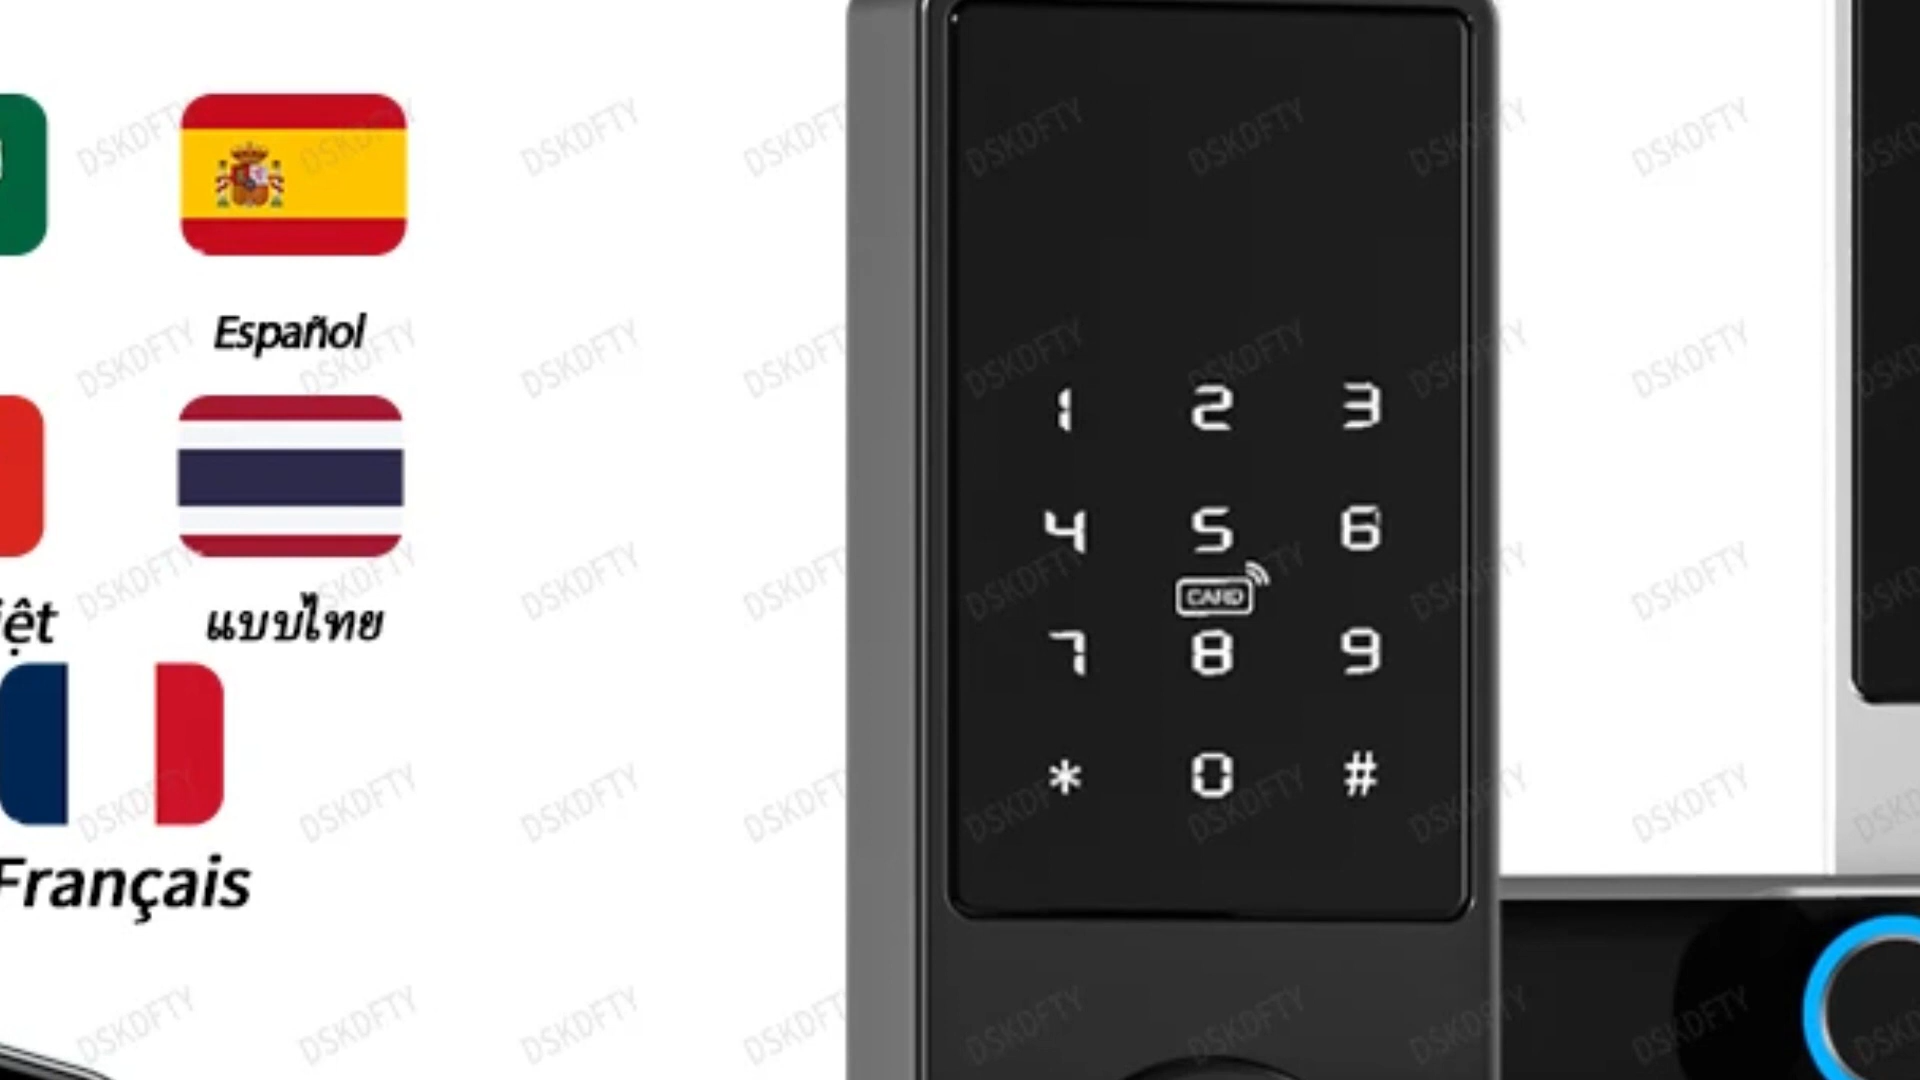 Español
แบบไทย
Français
1 2 3
4 5 6
CARD
7 8 9
* 0 #
DSKDFTY